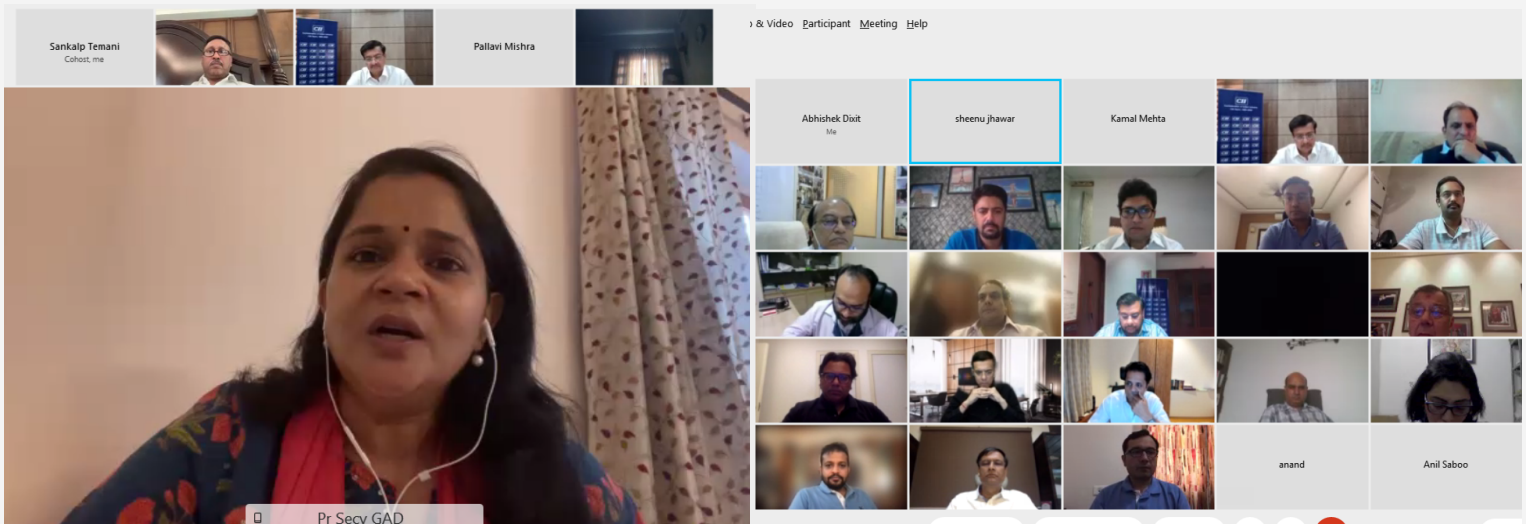 Sankalp Temani
Cohost, me
Pallavi Mishra
Pr Secy GAD
& Video Participant Meeting Help
Abhishek Dixit
Me
sheenu jhawar
Kamal Mehta
CII
anand
Anil Saboo